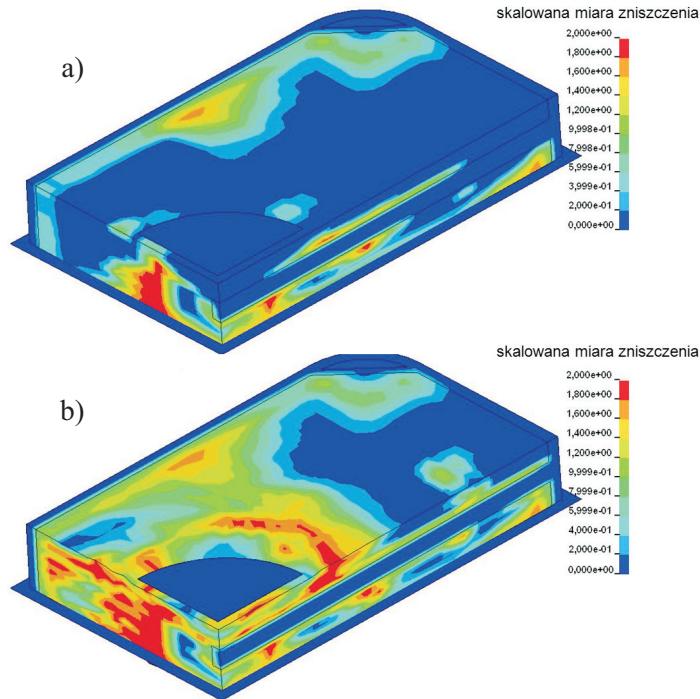 skalowana miara zniszczenia
a)
2,000e+00
1,800e+00
1,600e+00
1,400e+00
1,200e+00
9,998e-01
7,998e-01
5,999e-01
3,999e-01
2,000e-01
0,000e+00
skalowana miara zniszczenia
b)
2,000e+00
1,800e+00
1,600e+00
1,400e+00
1,200e+00
9,999e-01
7,999e-01
5,999e-01
4,000e-01
2,000e-01
0,000e+00